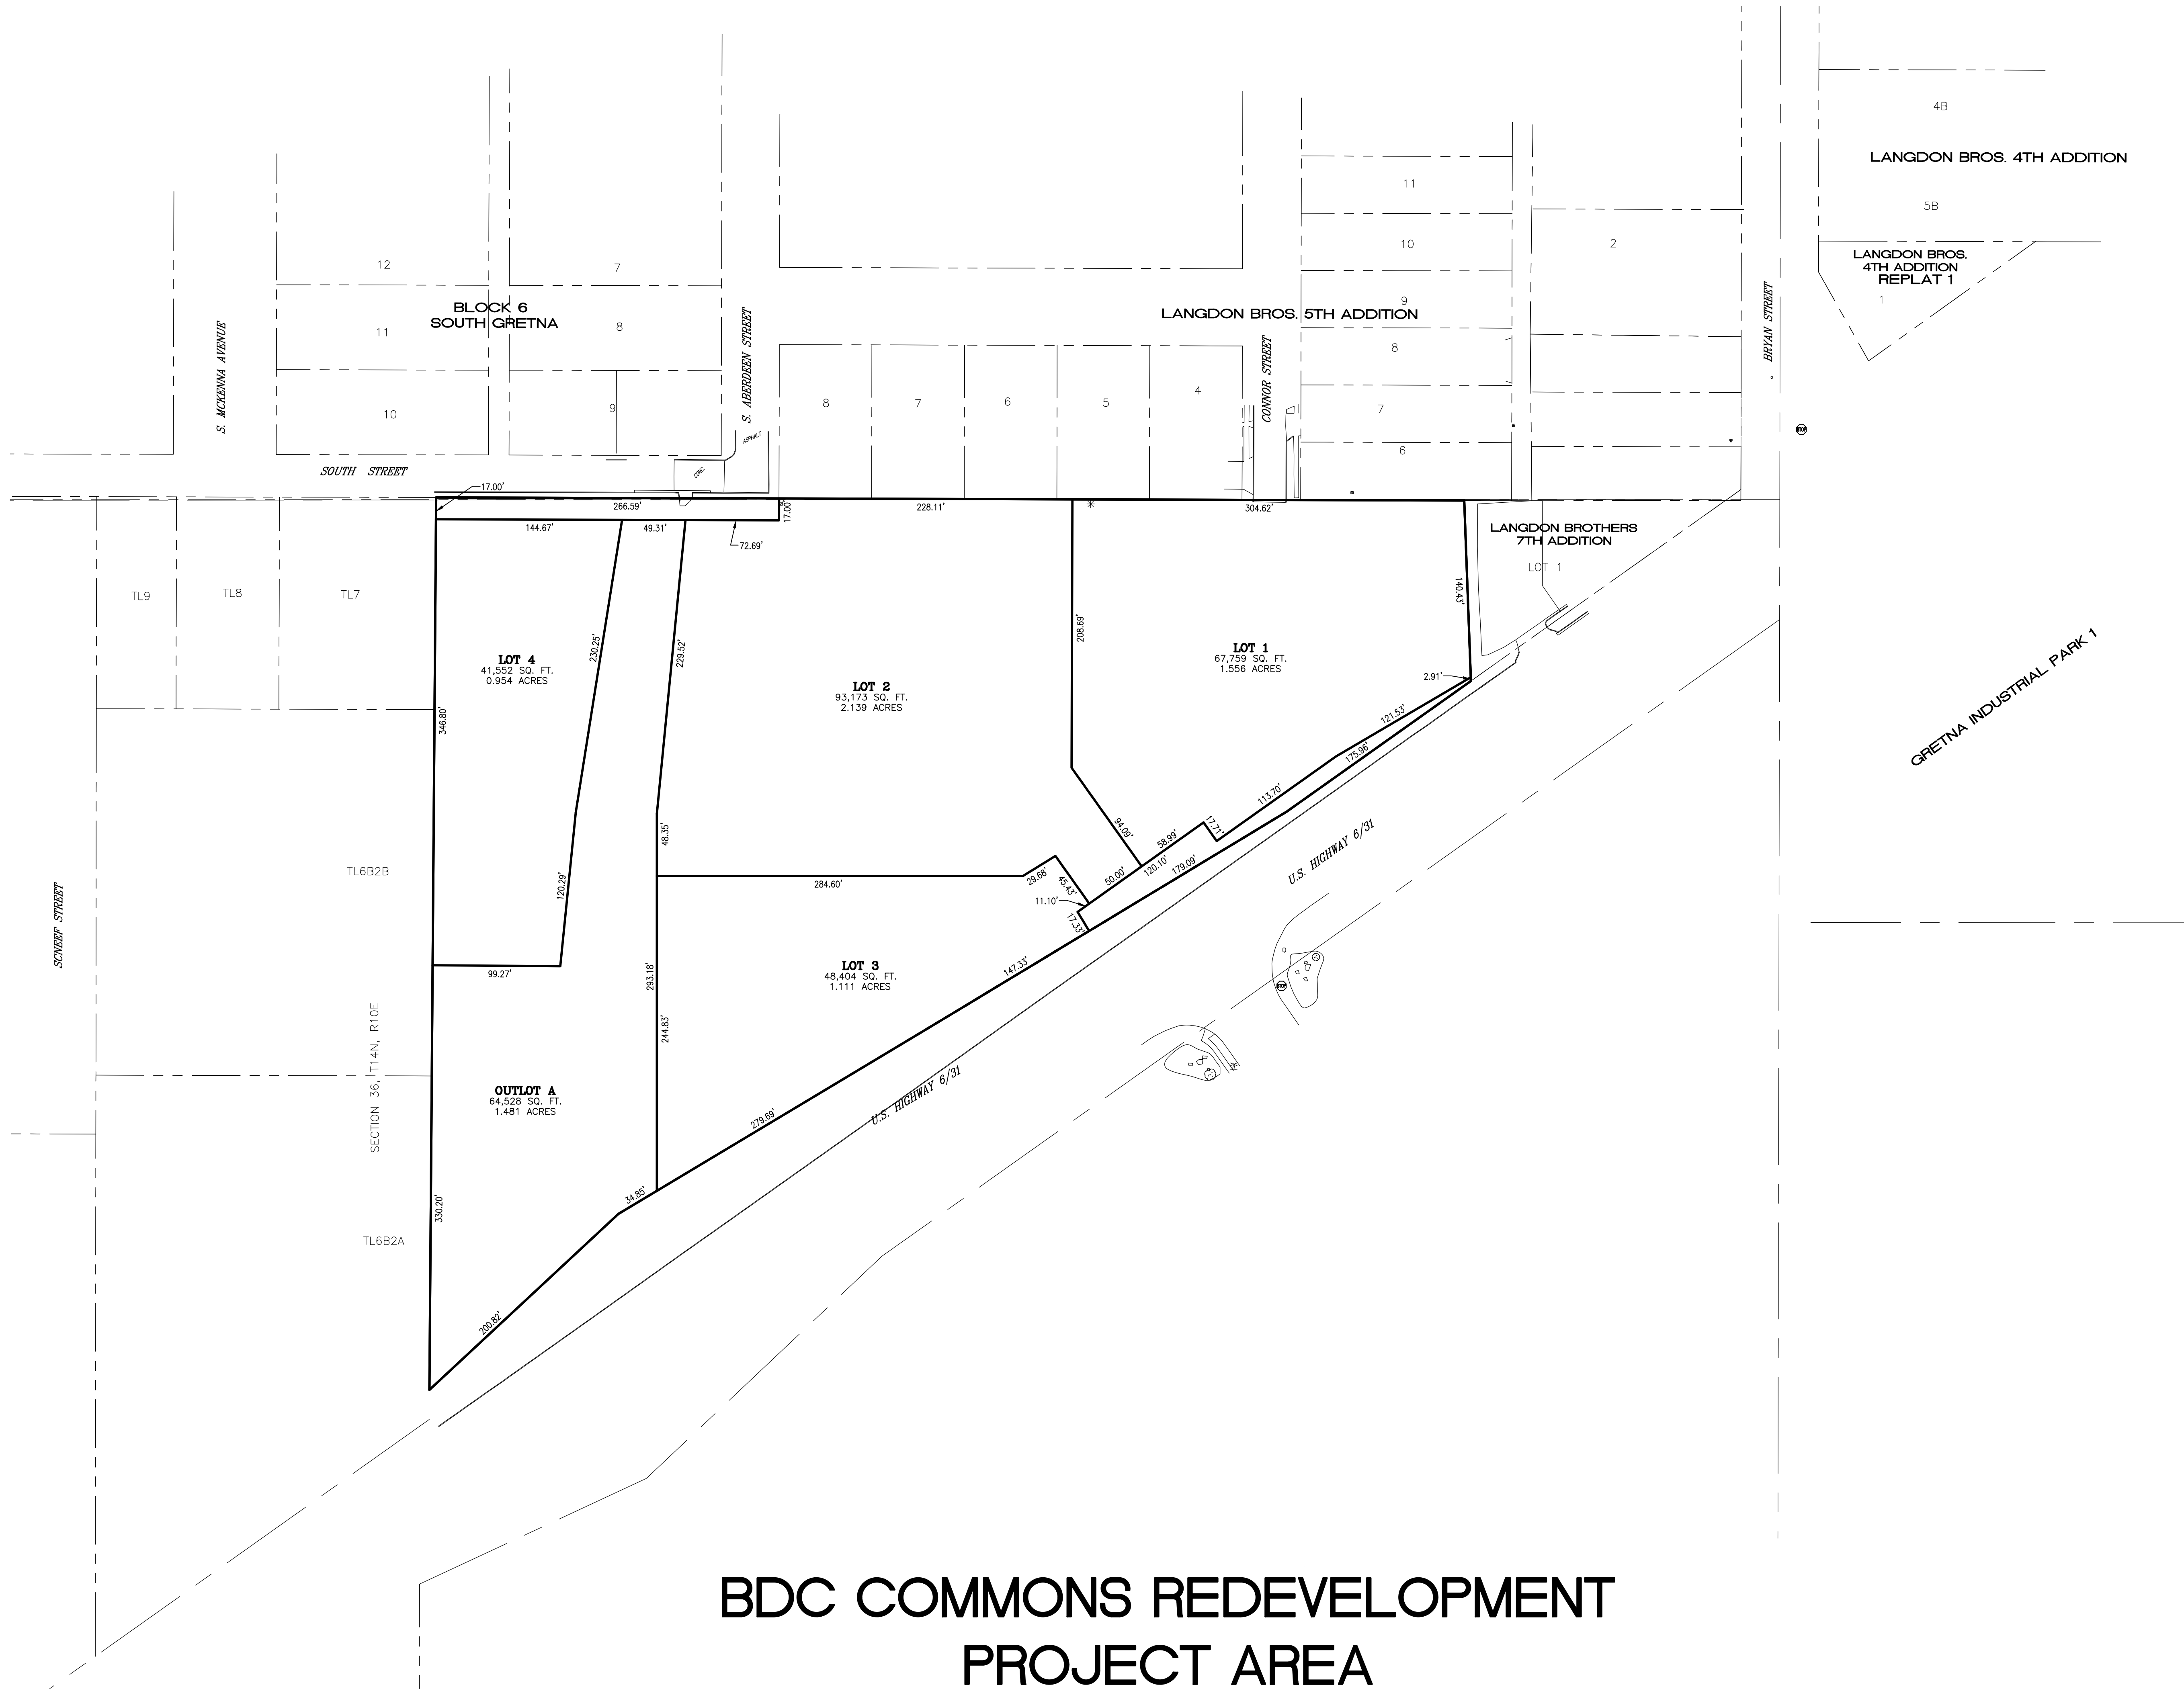 4B
LANGDON BROS. 4TH ADDITION
11
5B
10
2
12
7
LANGDON BROS.
4TH ADDITION
REPLAT 1
1
BLOCK 6
SOUTH GRETNA
9
LANGDON BROS. 5TH ADDITION
S. MCKENNA AVENUE
11
8
S. ABERDEEN STREET
CONNOR STREET
8
BRYAN STREET
10
9
8
7
6
5
4
7
STOP
ASPHALT
6
SOUTH STREET
CONC.
17.00'
266.59'
17.00'
228.11'
304.62'
144.67'
49.31'
72.69'
LANGDON BROTHERS
7TH ADDITION
LOT 1
TL9
TL8
TL7
140.43'
230.25'
229.52'
208.69'
LOT 4
41,552 SQ. FT.
0.954 ACRES
LOT 2
93,173 SQ. FT.
2.139 ACRES
LOT 1
67,759 SQ. FT.
1.556 ACRES
2.91'
346.80'
121.53'
175.96'
GRETNA INDUSTRIAL PARK 1
113.70'
17.71'
94.09'
58.99'
48.35'
120.10'
179.09'
U.S. HIGHWAY 6/31
TL6B2B
120.29'
284.60'
29.68'
45.43'
50.00'
11.10'
17.33'
SCNEEF STREET
99.27'
293.18'
LOT 3
48,404 SQ. FT.
1.111 ACRES
147.33'
STOP
SECTION 36, T14N, R10E
244.83'
OUTLOT A
64,528 SQ. FT.
1.481 ACRES
279.69'
U.S. HIGHWAY 6/31
34.85'
330.20'
TL6B2A
200.82'
BDC COMMONS REDEVELOPMENT
PROJECT AREA